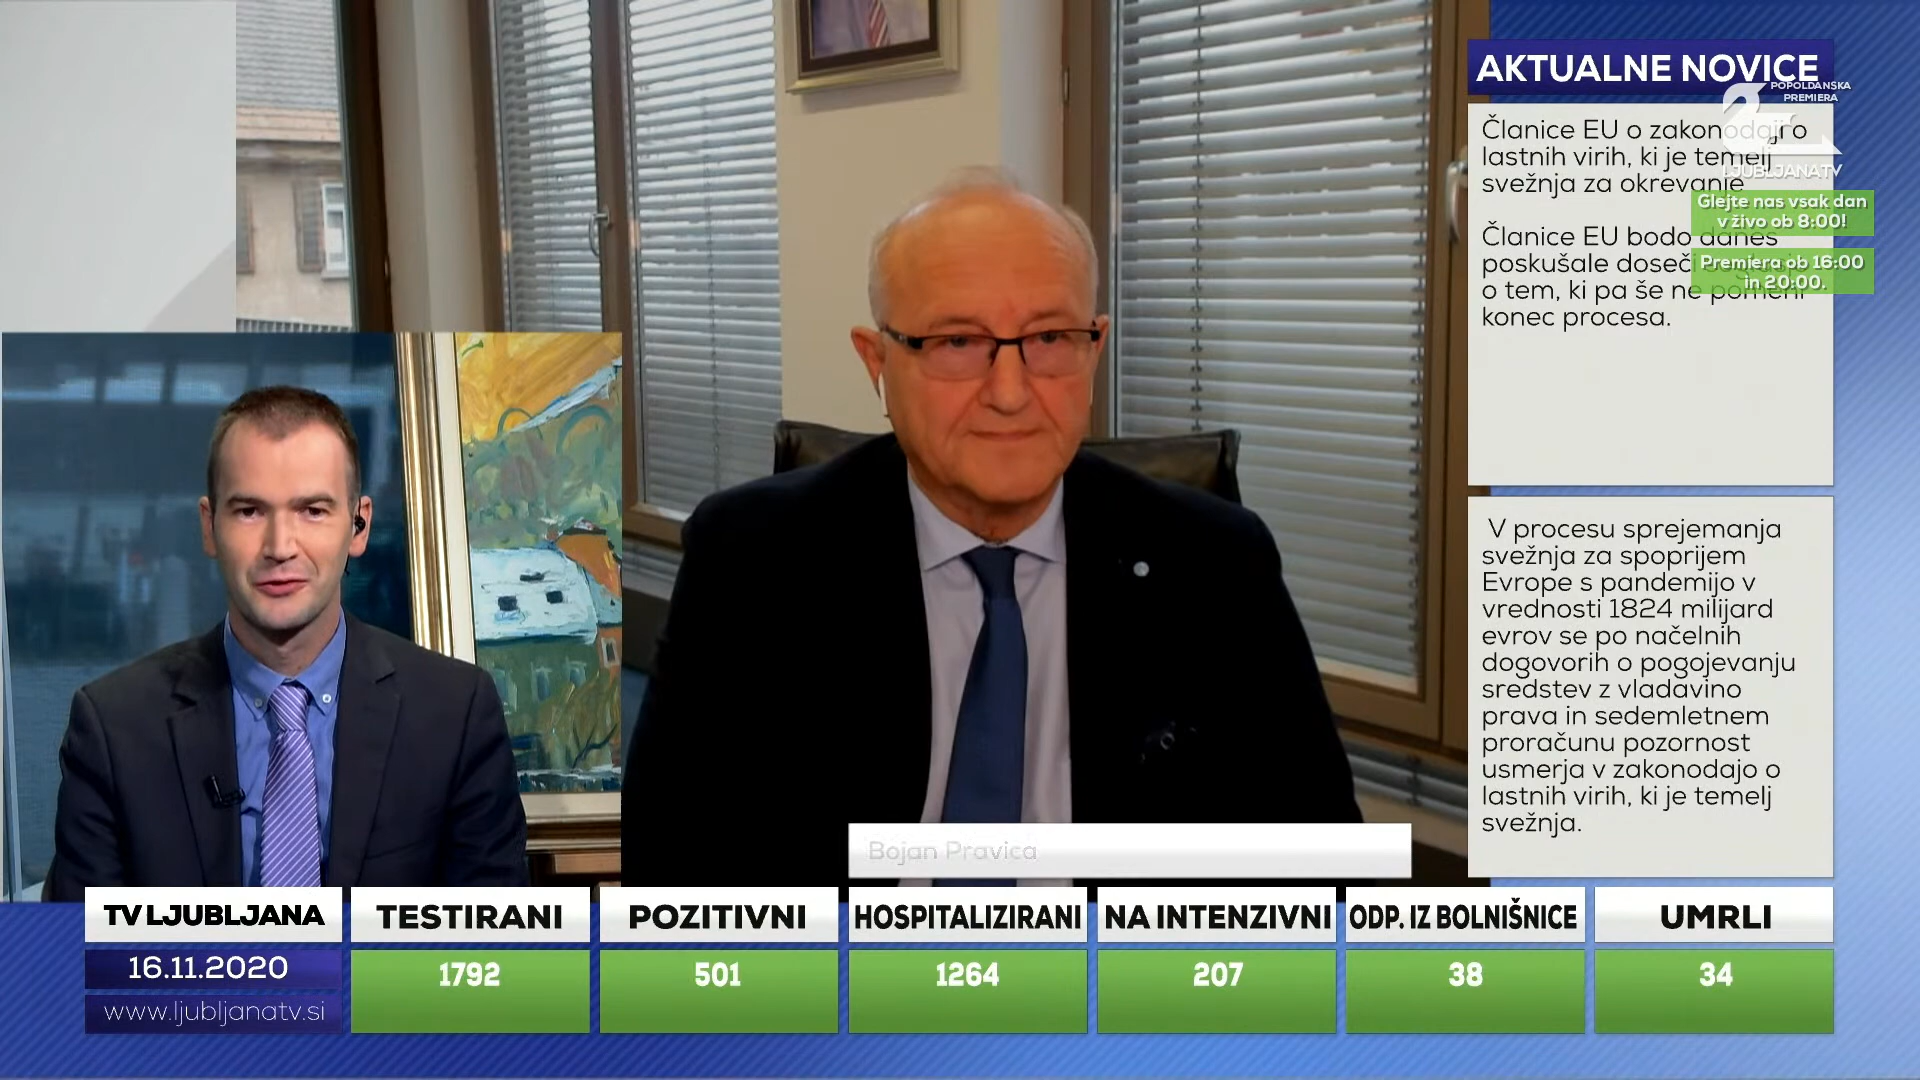 AKTUALNE NOVICE
POPOLDANSKA
PREMIERA
LJUBLJANATV
Članice EU o zakonodaji o
lastnih virih, ki je temelj
svežnja za okrevanje
Glejte nas vsak dan
v živo ob 8:00!
Članice EU bodo danes
poskušale doseči
Premiera ob 16:00
in 20:00.
o tem, ki pa še ne pomeni
konec procesa.
V procesu sprejemanja
svežnja za spoprijem
Evrope s pandemijo v
vrednosti 1824 milijard
evrov se po načelnih
dogovorih o pogojevanju
sredstev z vladavino
prava in sedemletnem
proračunu pozornost
usmerja v zakonodajo o
lastnih virih, ki je temelj
svežnja.
Bojan Pravica
TV LJUBLJANA
TESTIRANI
POZITIVNI
HOSPITALIZIRANI
NA INTENZIVNI
ODP. IZ BOLNIŠNICE
UMRLI
16.11.2020
1792
501
1264
207
38
34
www.ljubljanatv.si